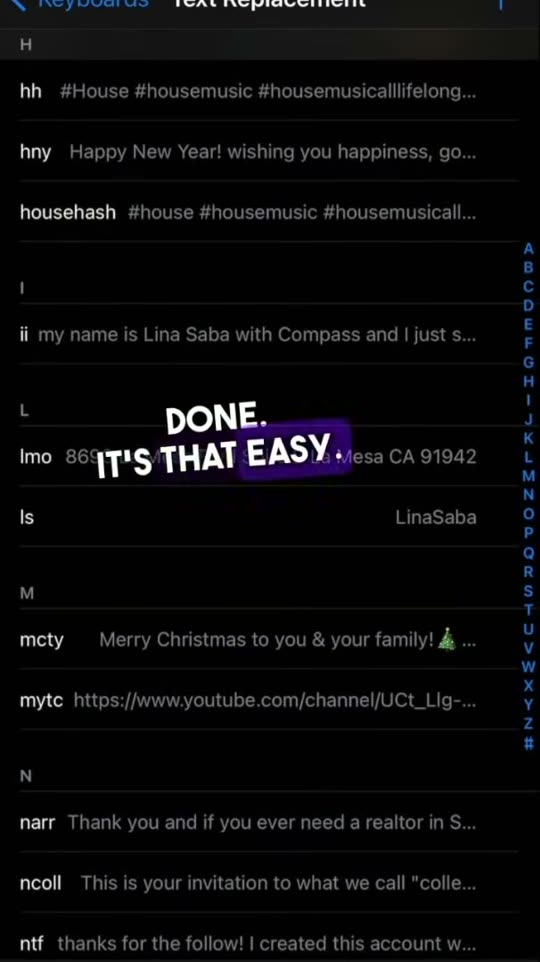 Keyboards Text Replacement
H
hh #House #housemusic #housemusicalllifelong...
hny Happy New Year! wishing you happiness, go...
househash #house #housemusic #housemusicall...
I
ii my name is Lina Saba with Compass and I just s...
L
DONE.
IT'S THAT EASY.
lmo Mesa CA 91942
ls LinaSaba
M
mcty Merry Christmas to you & your family!🎄...
mytc https://www.youtube.com/channel/UCt_Llg-...
N
narr Thank you and if you ever need a realtor in S...
ncoll This is your invitation to what we call "colle...
ntf thanks for the follow! I created this account w...
A
B
C
D
E
F
G
H
I
J
K
L
M
N
O
P
Q
R
S
T
U
V
W
X
Y
Z
#